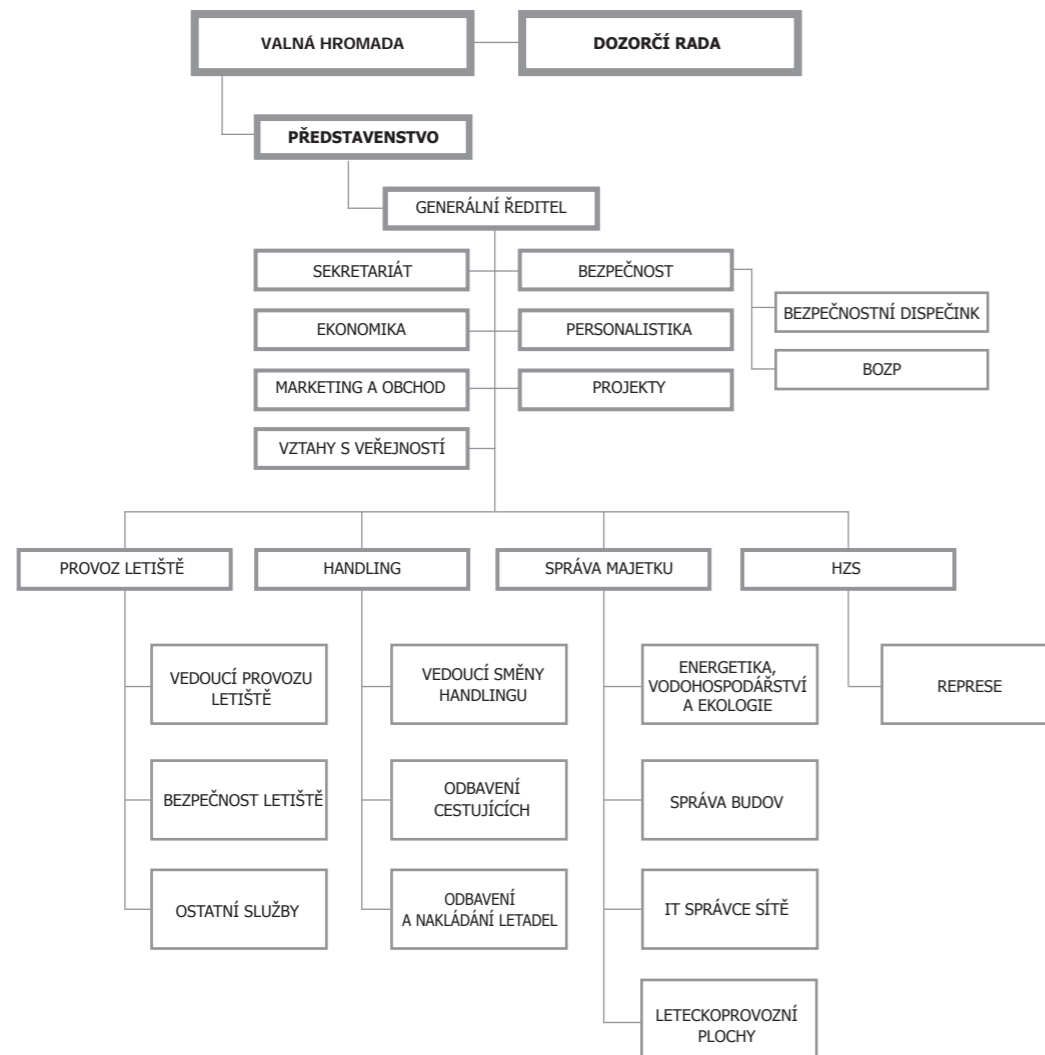 VALNÁ HROMADA
DOZORČÍ RADA
PŘEDSTAVENSTVO
GENERÁLNÍ ŘEDITEL
SEKRETARIÁT
BEZPEČNOST
BEZPEČNOSTNÍ DISPEČINK
EKONOMIKA
PERSONALISTIKA
BOZP
MARKETING A OBCHOD
PROJEKTY
VZTAHY S VEŘEJNOSTÍ
PROVOZ LETIŠTĚ
HANDLING
SPRÁVA MAJETKU
HZS
VEDOUCÍ PROVOZU
LETIŠTĚ
VEDOUCÍ SMĚNY
HANDLINGU
ENERGETIKA,
VODOHOSPODÁŘSTVÍ
A EKOLOGIE
REPRESE
BEZPEČNOST LETIŠTĚ
ODBAVENÍ
CESTUJÍCÍCH
SPRÁVA BUDOV
OSTATNÍ SLUŽBY
ODBAVENÍ
A NAKLÁDÁNÍ LETADEL
IT SPRÁVCE SÍTĚ
LETECKOPROVOZNÍ
PLOCHY